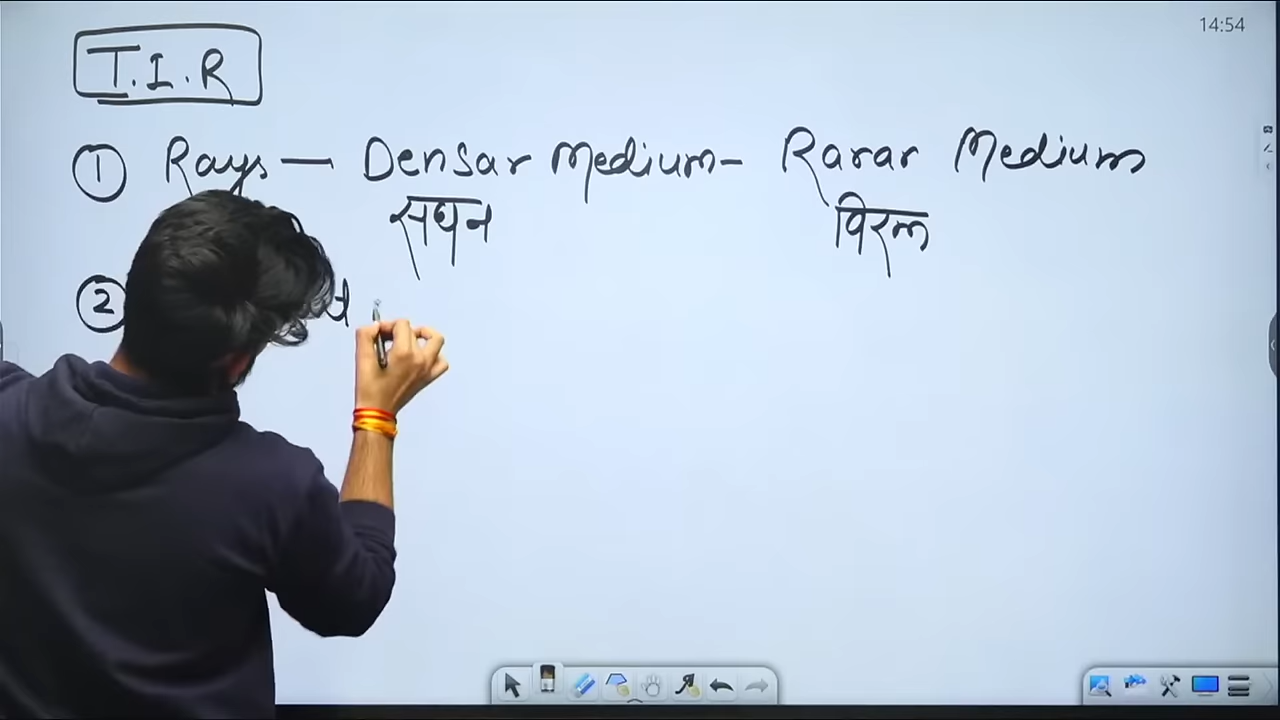 14:54
T.I.R
1 Rays — Densar Medium - Rarar Medium
सघन विरल
2